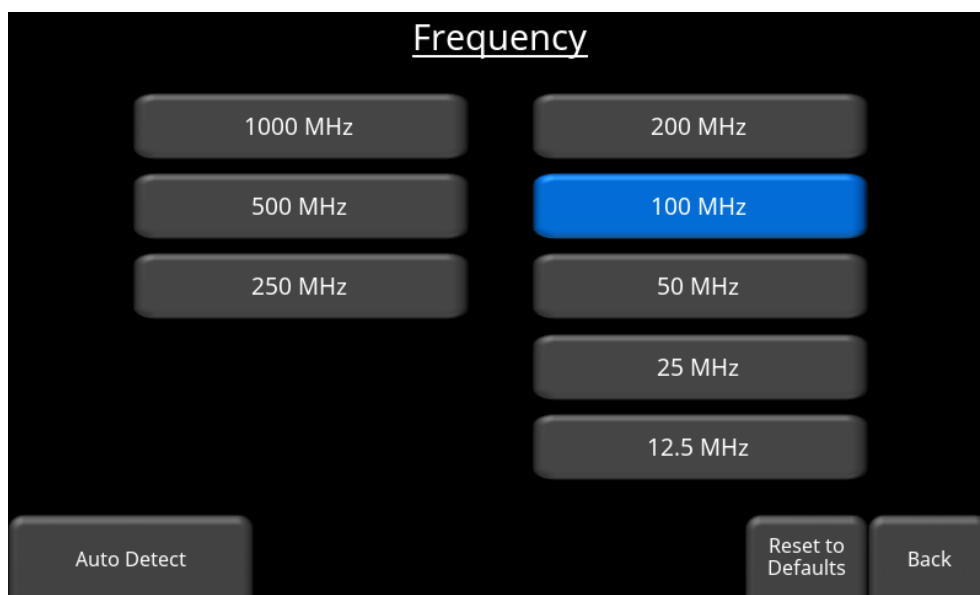 Frequency
1000 MHz
500 MHz
250 MHz
200 MHz
100 MHz
50 MHz
25 MHz
12.5 MHz
Auto Detect
Reset to
Defaults
Back